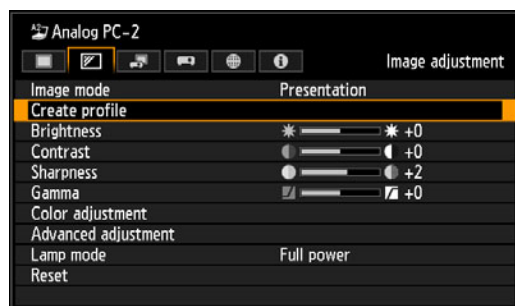 Analog PC-2
Image adjustment
Image mode Presentation
Create profile
Brightness +0
Contrast +0
Sharpness +2
Gamma +0
Color adjustment
Advanced adjustment
Lamp mode Full power
Reset